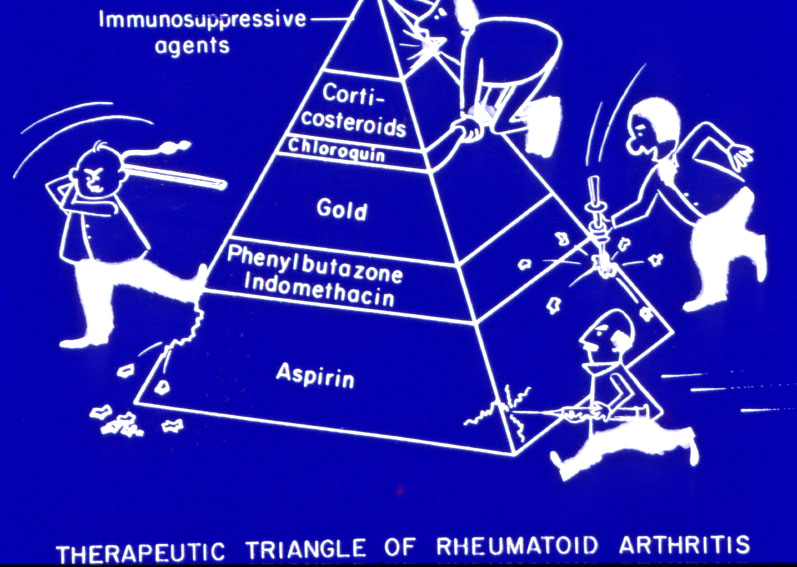 Immunosuppressive
agents
Corti-
costeroids
Chloroquin
Gold
Phenylbutazone
Indomethacin
Aspirin
THERAPEUTIC TRIANGLE OF RHEUMATOID ARTHRITIS